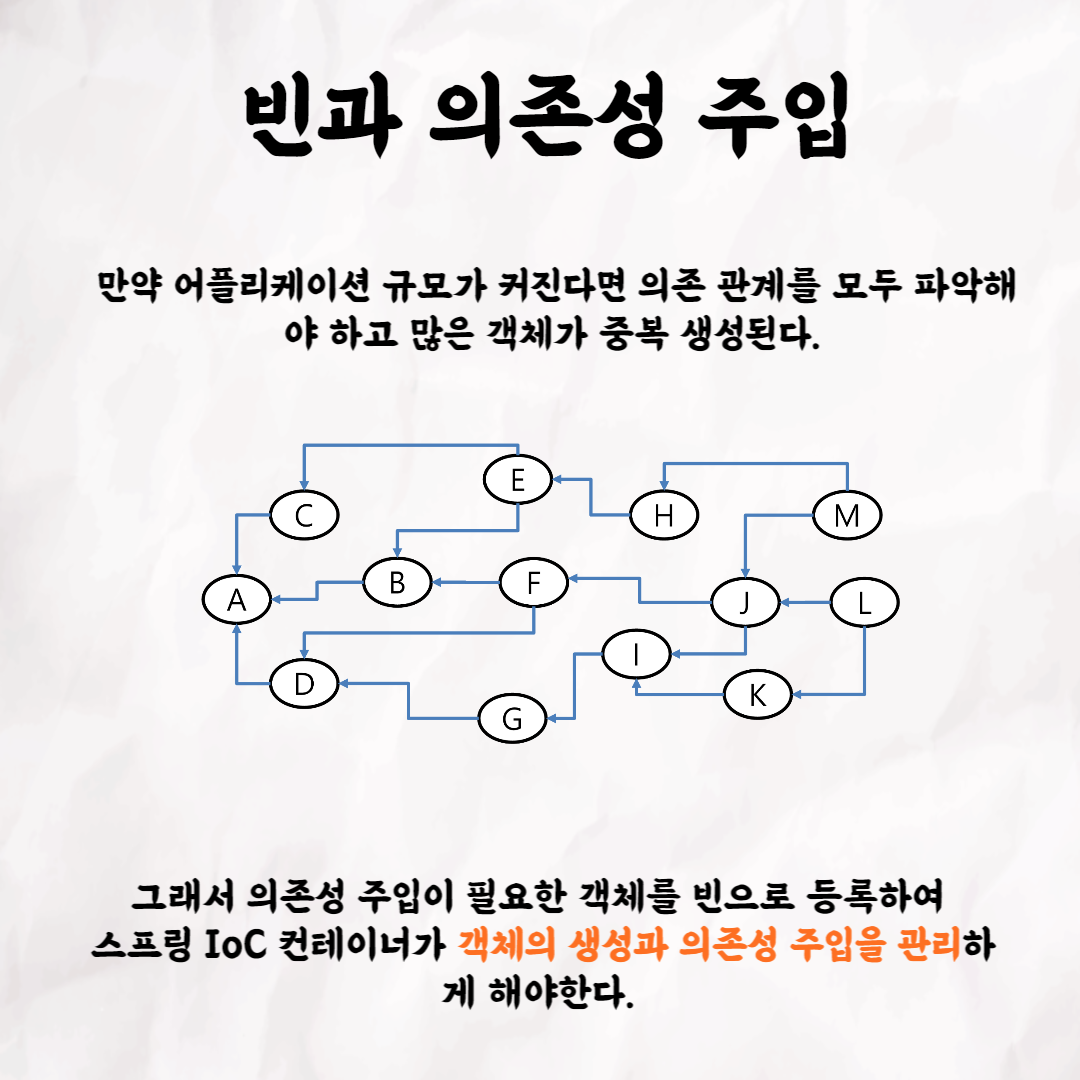 빈과 의존성 주입
만약 어플리케이션 규모가 커진다면 의존 관계를 모두 파악해
야 하고 많은 객체가 중복 생성된다.
E
C
H
M
B
F
A
J
L
I
D
K
G
그래서 의존성 주입이 필요한 객체를 빈으로 등록하여
스프링 IoC 컨테이너가 객체의 생성과 의존성 주입을 관리하
게 해야한다.